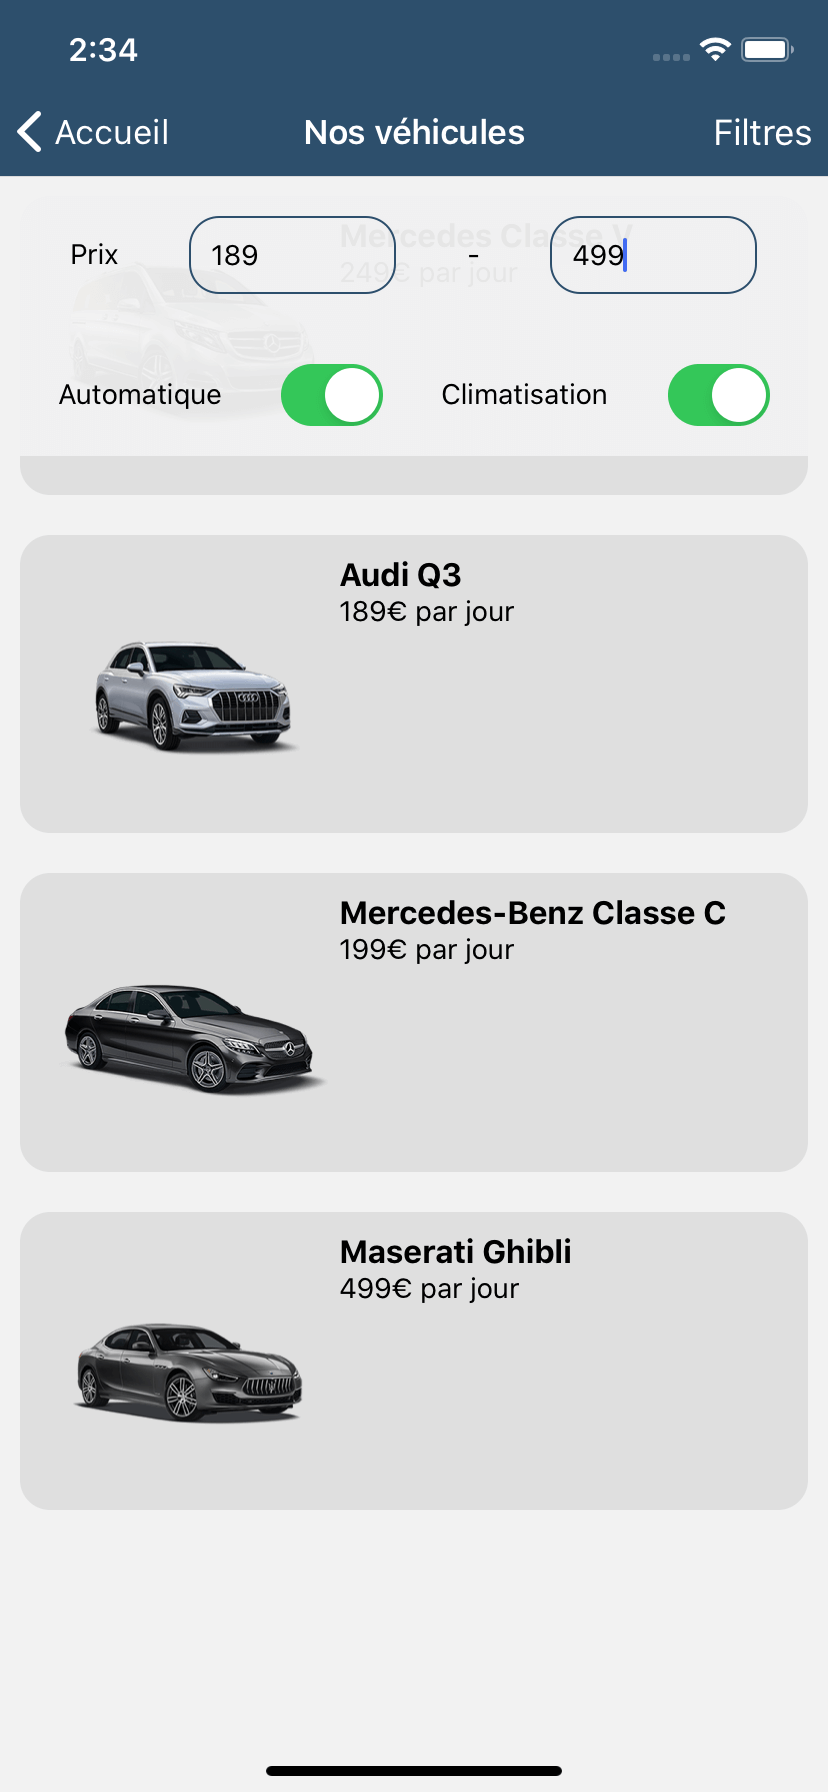 2:34
Accueil
Nos véhicules
Filtres
Prix
189
-
499
Mercedes Classe V
249€ par jour
Automatique
Climatisation
Audi Q3
189€ par jour
Mercedes-Benz Classe C
199€ par jour
Maserati Ghibli
499€ par jour